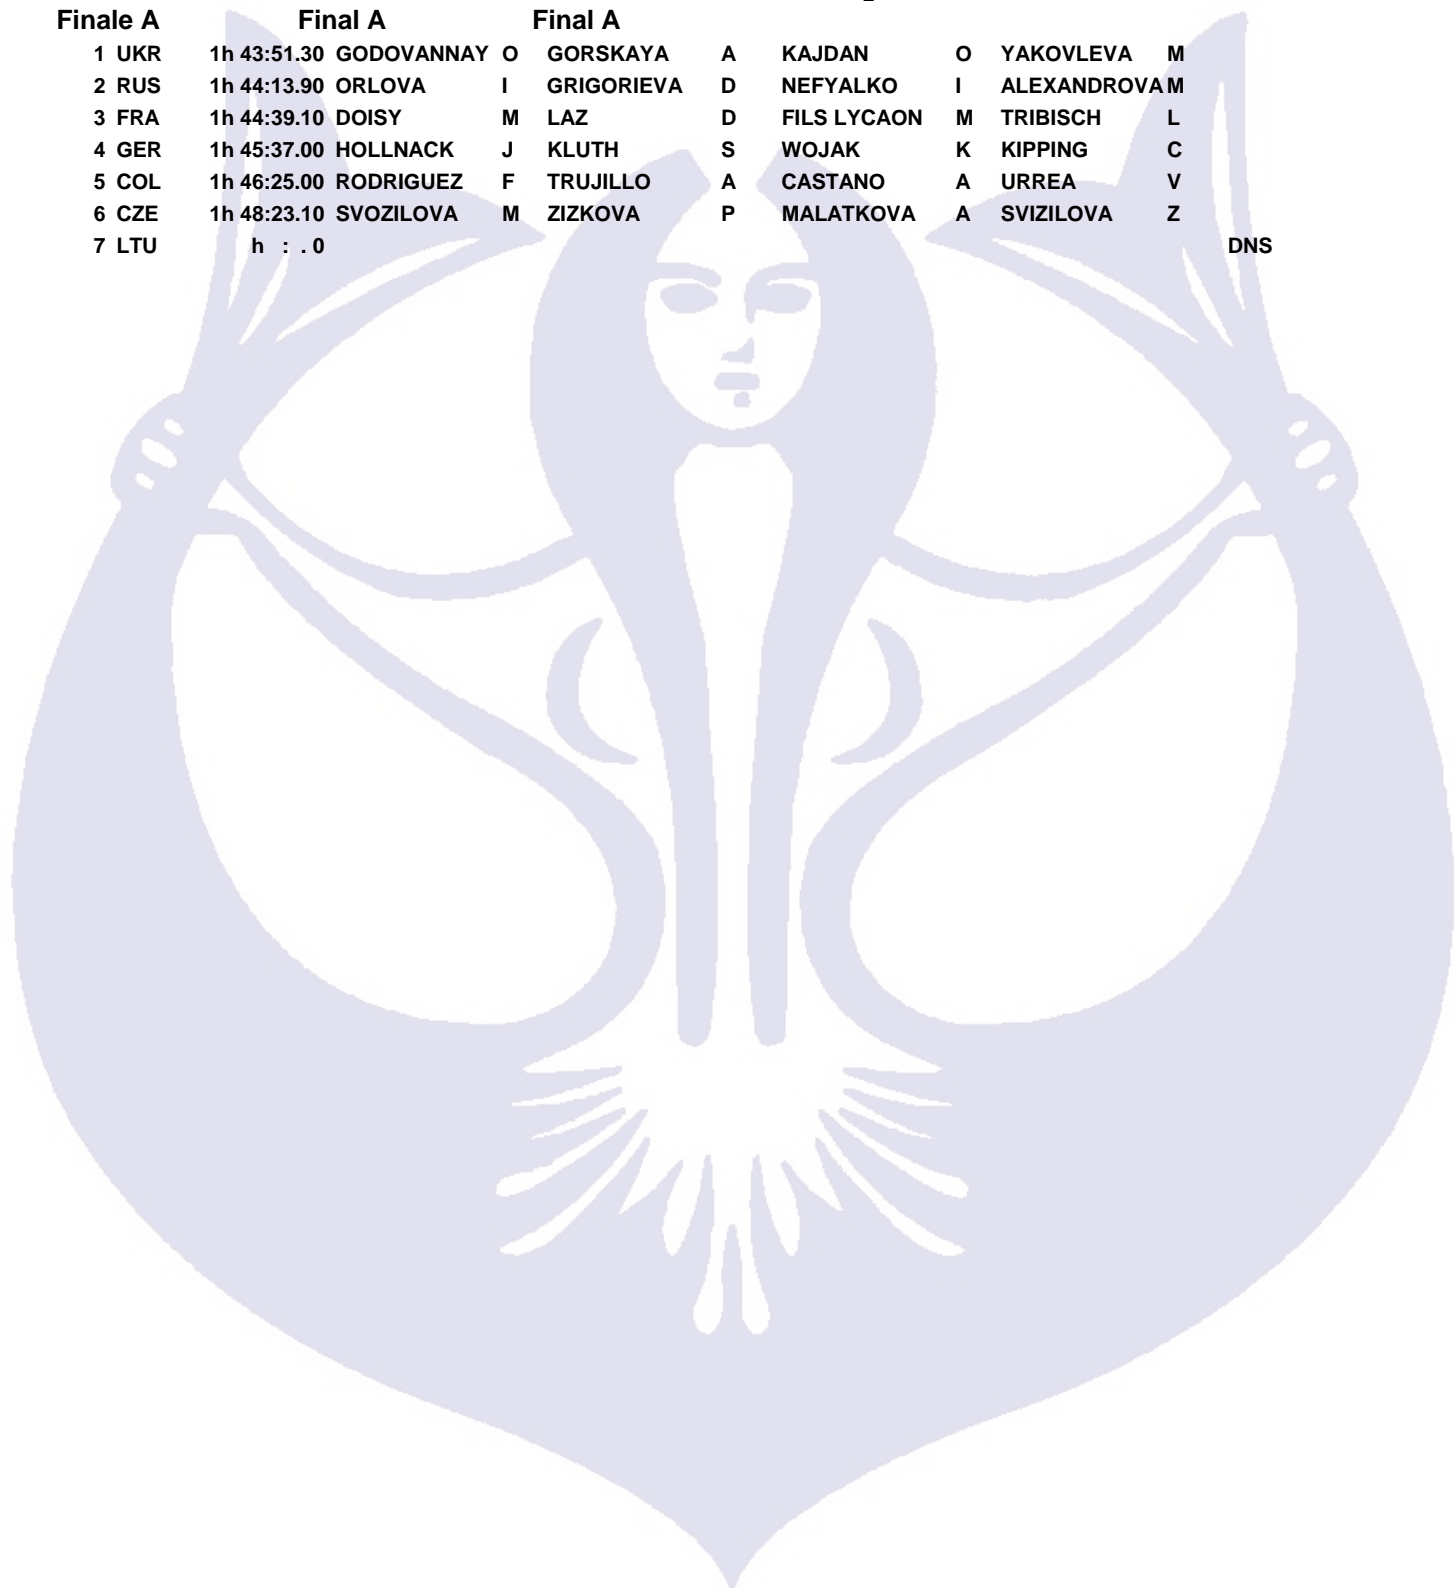 Finale A Final A Final A
1 UKR 1h 43:51.30 GODOVANNAY O GORSKAYA A KAJDAN O YAKOVLEVA M
2 RUS 1h 44:13.90 ORLOVA I GRIGORIEVA D NEFYALKO I ALEXANDROVA M
3 FRA 1h 44:39.10 DOISY M LAZ D FILS LYCAON M TRIBISCH L
4 GER 1h 45:37.00 HOLLNACK J KLUTH S WOJAK K KIPPING C
5 COL 1h 46:25.00 RODRIGUEZ F TRUJILLO A CASTANO A URREA V
6 CZE 1h 48:23.10 SVOZILOVA M ZIZKOVA P MALATKOVA A SVIZILOVA Z
7 LTU h : . 0 DNS